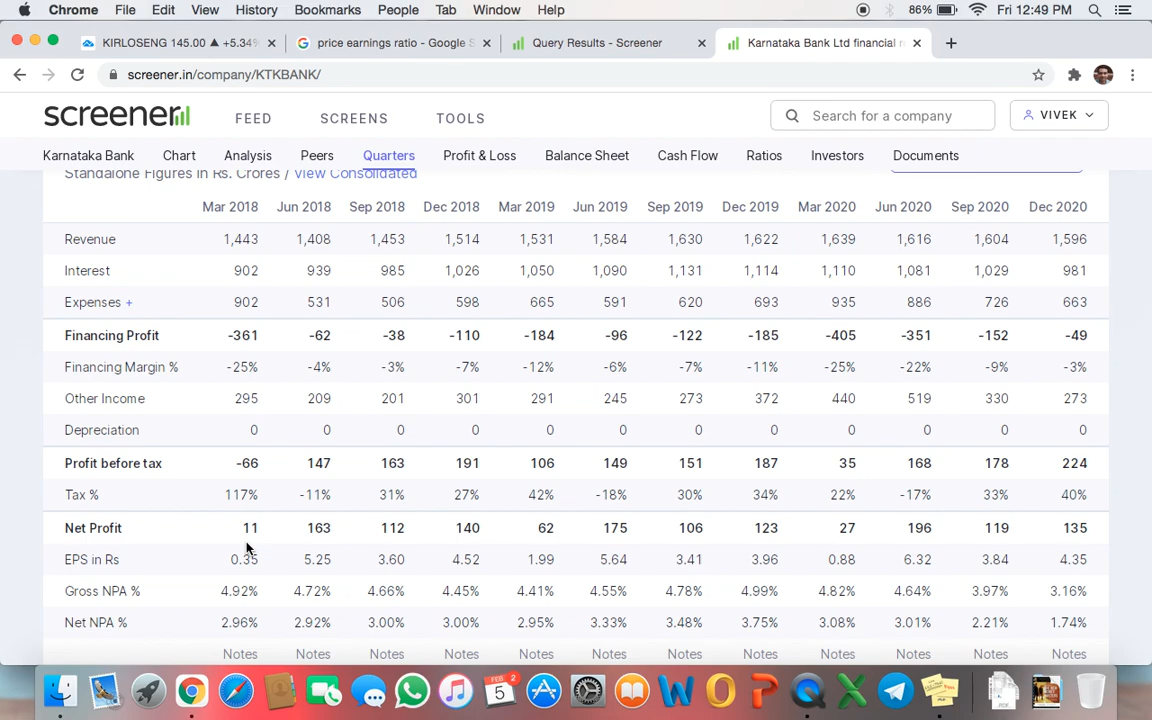 Chrome File Edit View History Bookmarks People Tab Window Help 86% Fri 12:49 PM
KIRLOSENG 145.00 ▲ +5.34% price earnings ratio - Google S Query Results - Screener Karnataka Bank Ltd financial r
screener.in/company/KTKBANK/
screener FEED SCREENS TOOLS Search for a company VIVEK
Karnataka Bank Chart Analysis Peers Quarters Profit & Loss Balance Sheet Cash Flow Ratios Investors Documents
Standalone Figures in Rs. Crores / View Consolidated
Mar 2018 Jun 2018 Sep 2018 Dec 2018 Mar 2019 Jun 2019 Sep 2019 Dec 2019 Mar 2020 Jun 2020 Sep 2020 Dec 2020
Revenue 1,443 1,408 1,453 1,514 1,531 1,584 1,630 1,622 1,639 1,616 1,604 1,596
Interest 902 939 985 1,026 1,050 1,090 1,131 1,114 1,110 1,081 1,029 981
Expenses + 902 531 506 598 665 591 620 693 935 886 726 663
Financing Profit -361 -62 -38 -110 -184 -96 -122 -185 -405 -351 -152 -49
Financing Margin % -25% -4% -3% -7% -12% -6% -7% -11% -25% -22% -9% -3%
Other Income 295 209 201 301 291 245 273 372 440 519 330 273
Depreciation 0 0 0 0 0 0 0 0 0 0 0 0
Profit before tax -66 147 163 191 106 149 151 187 35 168 178 224
Tax % 117% -11% 31% 27% 42% -18% 30% 34% 22% -17% 33% 40%
Net Profit 11 163 112 140 62 175 106 123 27 196 119 135
EPS in Rs 0.35 5.25 3.60 4.52 1.99 5.64 3.41 3.96 0.88 6.32 3.84 4.35
Gross NPA % 4.92% 4.72% 4.66% 4.45% 4.41% 4.55% 4.78% 4.99% 4.82% 4.64% 3.97% 3.16%
Net NPA % 2.96% 2.92% 3.00% 3.00% 2.95% 3.33% 3.48% 3.75% 3.08% 3.01% 2.21% 1.74%
Notes Notes Notes Notes Notes Notes Notes Notes Notes Notes Notes Notes
FEB 2
5